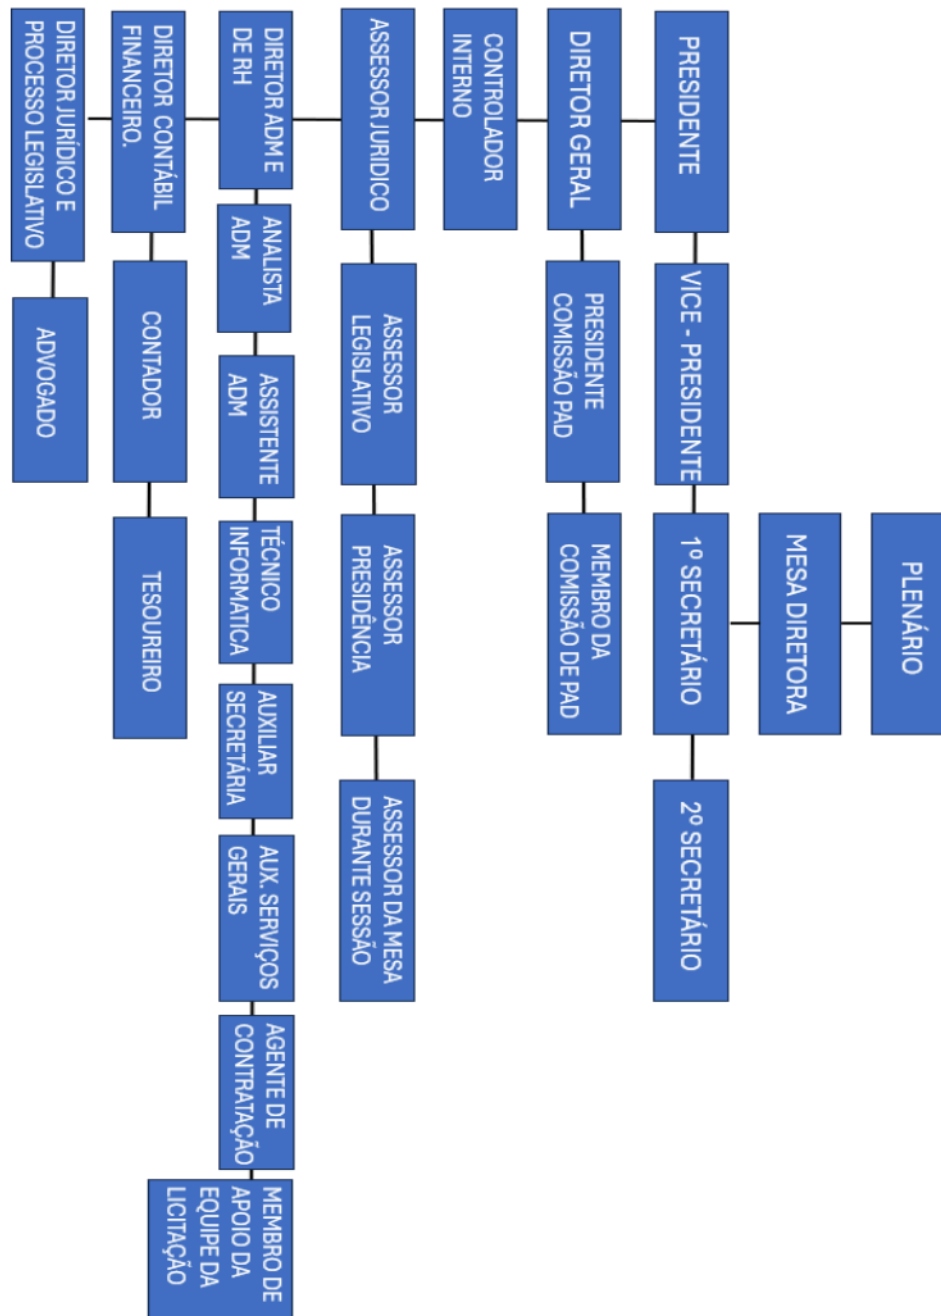 PLENÁRIO
MESA DIRETORA
PRESIDENTE
VICE - PRESIDENTE
1º SECRETÁRIO
2º SECRETÁRIO
DIRETOR GERAL
PRESIDENTE
COMISSÃO PAD
MEMBRO DA
COMISSÃO DE PAD
CONTROLADOR
INTERNO
ASSESSOR JURIDICO
ASSESSOR
LEGISLATIVO
ASSESSOR
PRESIDÊNCIA
ASSESSOR DA MESA
DURANTE SESSÃO
DIRETOR ADM E
DE RH
ANALISTA
ADM
ASSISTENTE
ADM
TÉCNICO
INFORMATICA
AUXILIAR
SECRETÁRIA
AUX. SERVIÇOS
GERAIS
AGENTE DE
CONTRATAÇÃO
MEMBRO DE
APOIO DA
EQUIPE DA
LICITAÇÃO
DIRETOR CONTÁBIL
FINANCEIRO.
CONTADOR
TESOUREIRO
DIRETOR JURÍDICO E
PROCESSO LEGISLATIVO
ADVOGADO